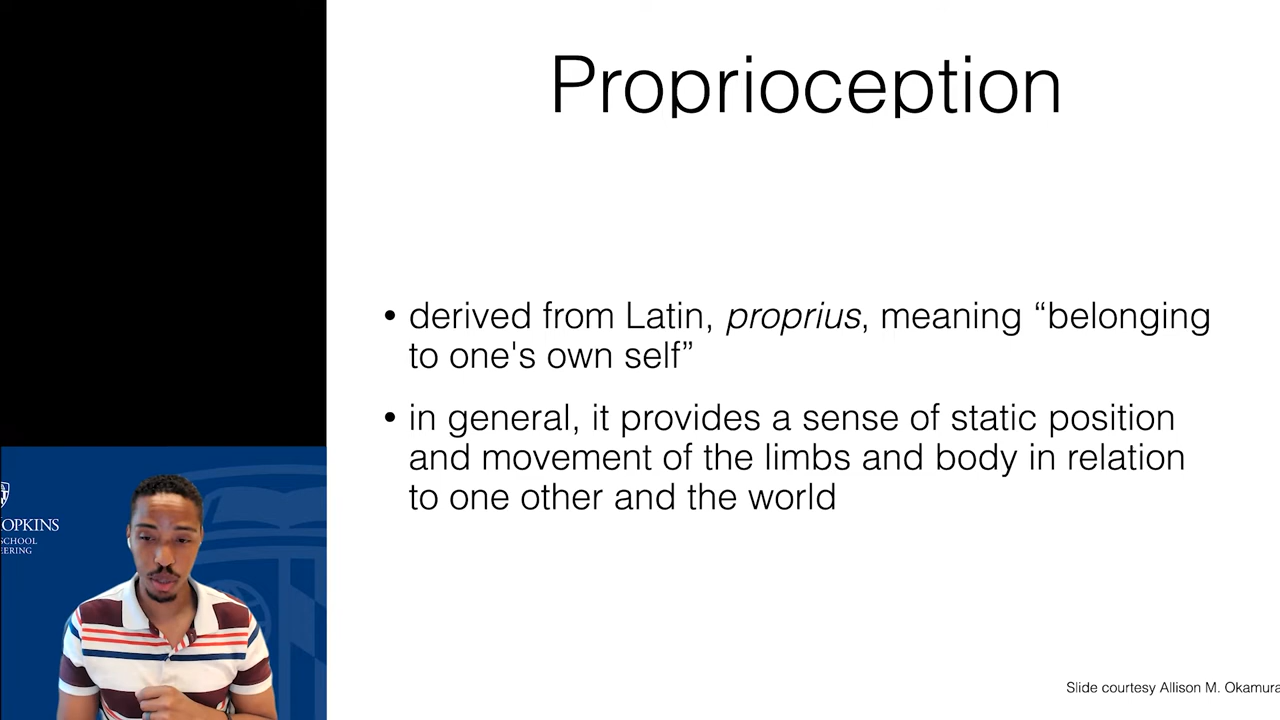 Proprioception
• derived from Latin, proprius, meaning “belonging
to one's own self”
• in general, it provides a sense of static position
and movement of the limbs and body in relation
to one other and the world
OPKINS
SCHOOL
EERING
Slide courtesy Allison M. Okamura